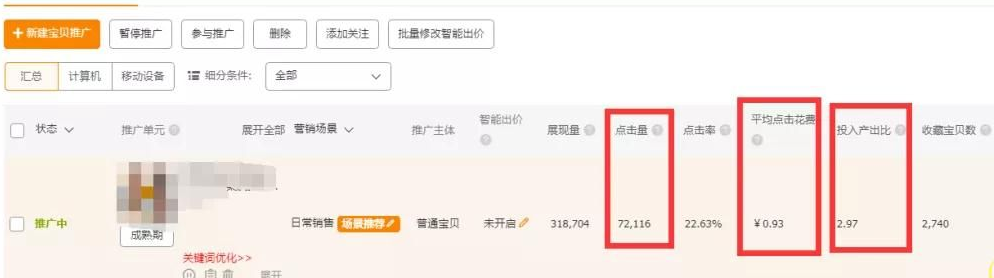 + 新建宝贝推广 暂停推广 参与推广 删除 添加关注 批量修改智能出价
汇总 计算机 移动设备 细分条件: 全部
状态 推广单元 展开全部 营销场景 推广主体 智能出价 展现量 点击量 点击率 平均点击花费 投入产出比 收藏宝贝数
推广中 日常销售 场景推荐 普通宝贝 未开启 318,704 72,116 22.63% ¥0.93 2.97 2,740
成熟期
关键词优化>>
展开